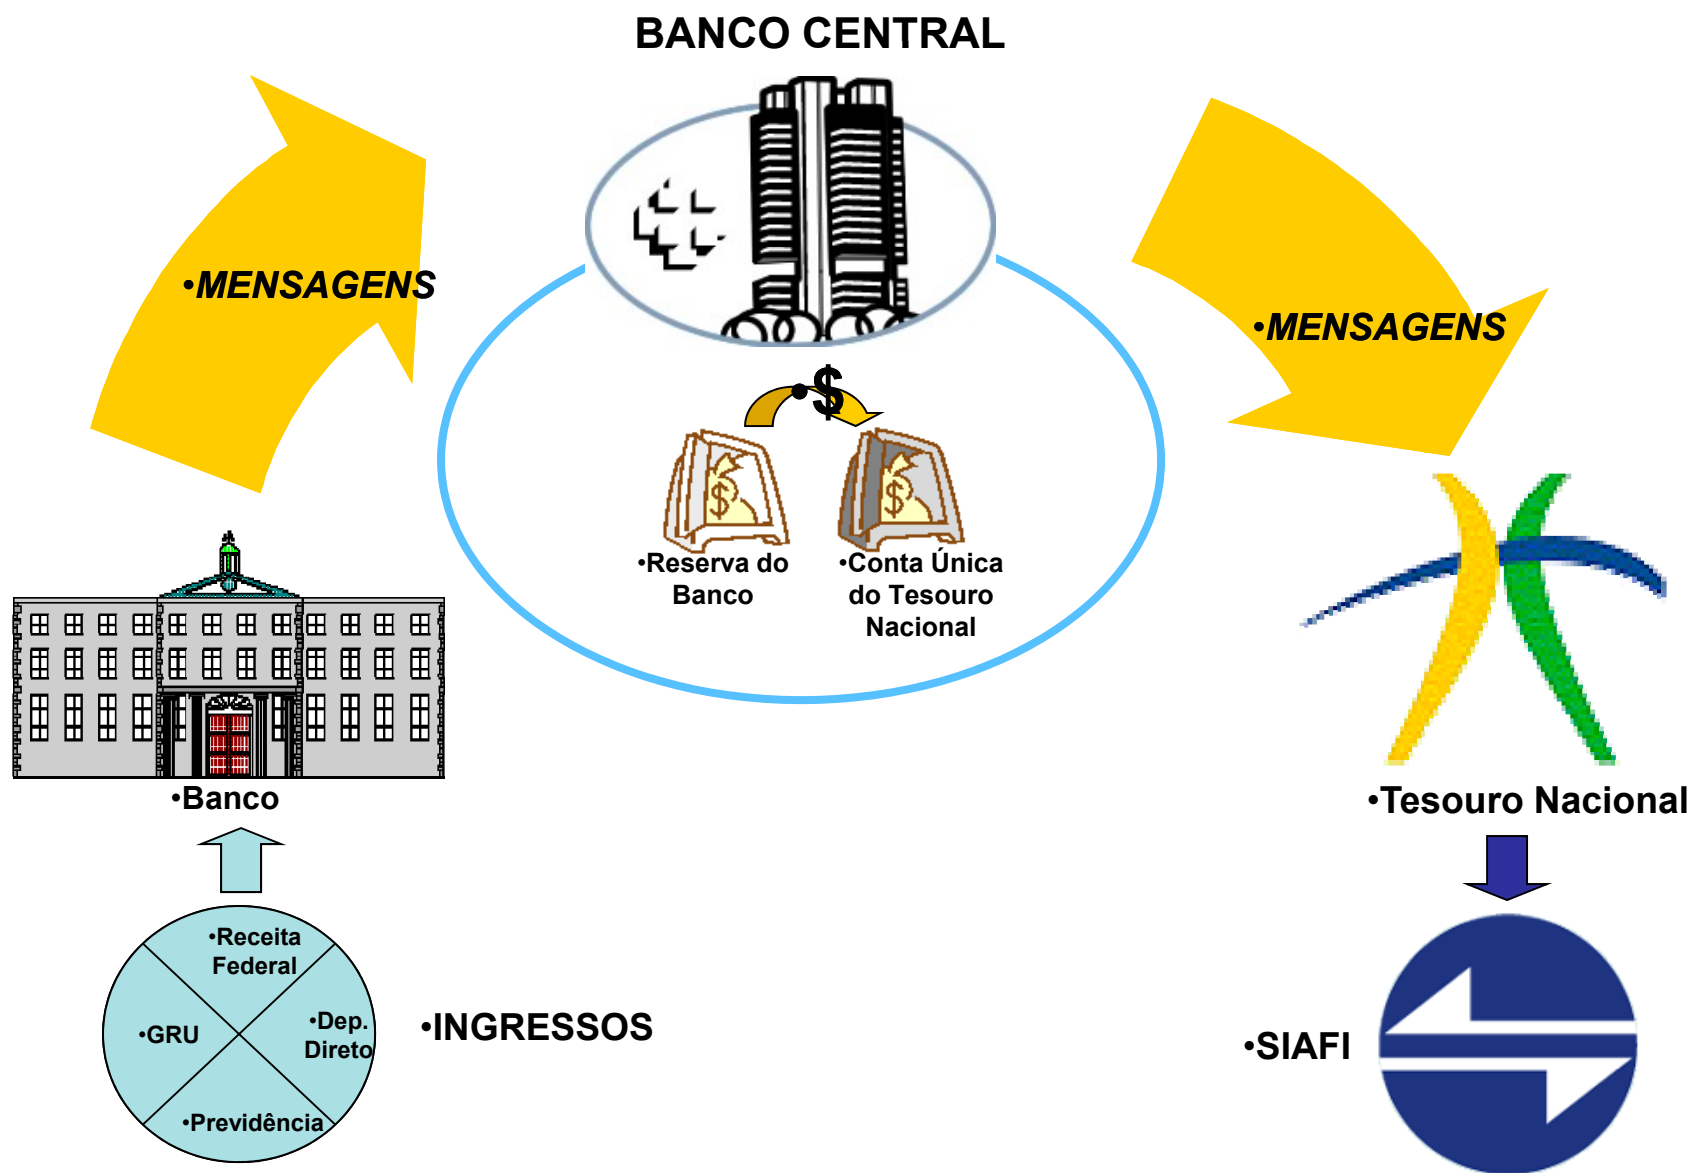 BANCO CENTRAL
•MENSAGENS
•MENSAGENS
$
•Reserva do
Banco
•Conta Única
do Tesouro
Nacional
•Banco
•Tesouro Nacional
•Receita
Federal
•GRU
•Dep.
Direto
•Previdência
•INGRESSOS
•SIAFI